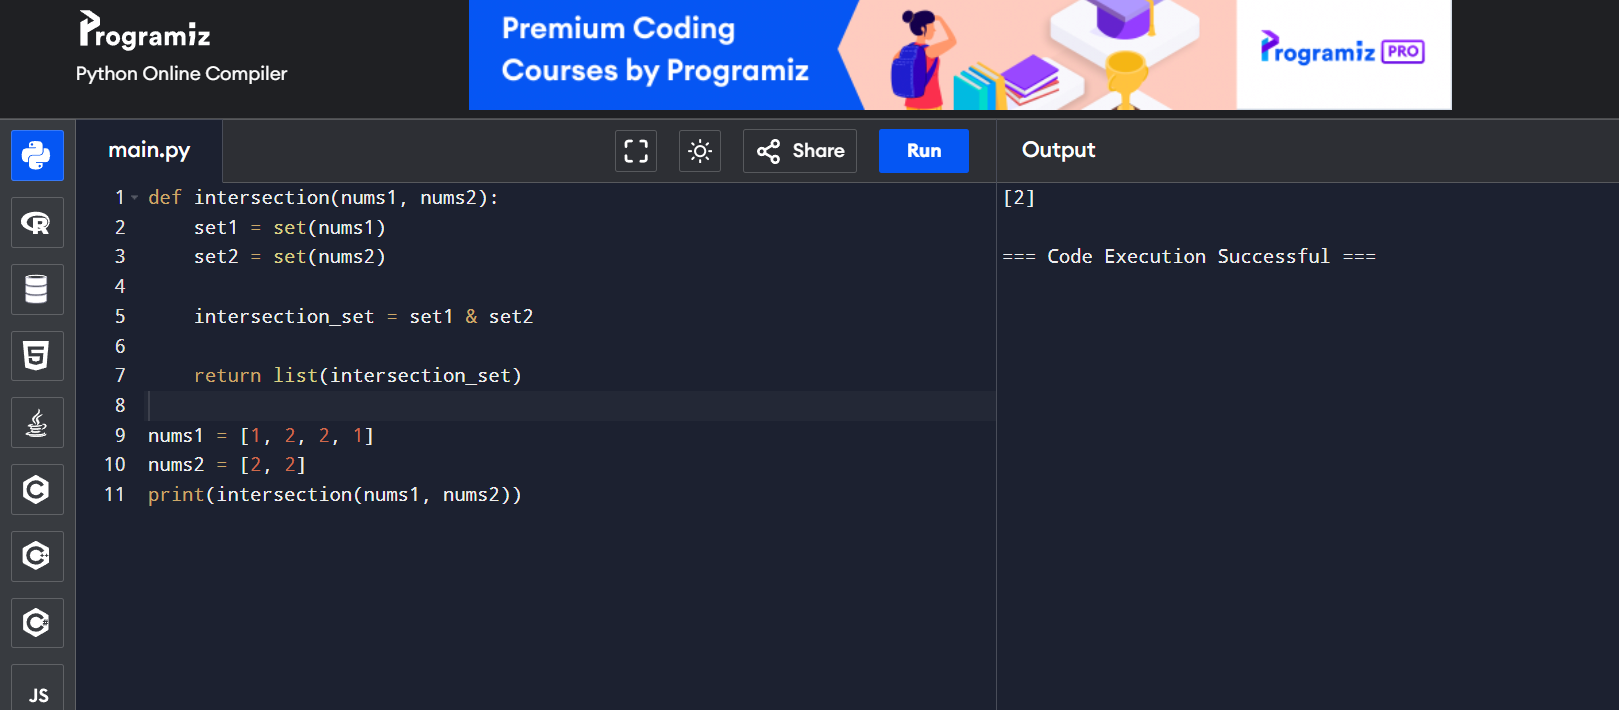 Programiz
Python Online Compiler
Premium Coding
Courses by Programiz
Programiz PRO
main.py
Share
Run
Output
1 def intersection(nums1, nums2):
2     set1 = set(nums1)
3     set2 = set(nums2)
4
5     intersection_set = set1 & set2
6
7     return list(intersection_set)
8
9 nums1 = [1, 2, 2, 1]
10 nums2 = [2, 2]
11 print(intersection(nums1, nums2))
[2]
=== Code Execution Successful ===
R
5
C
C++
C#
JS